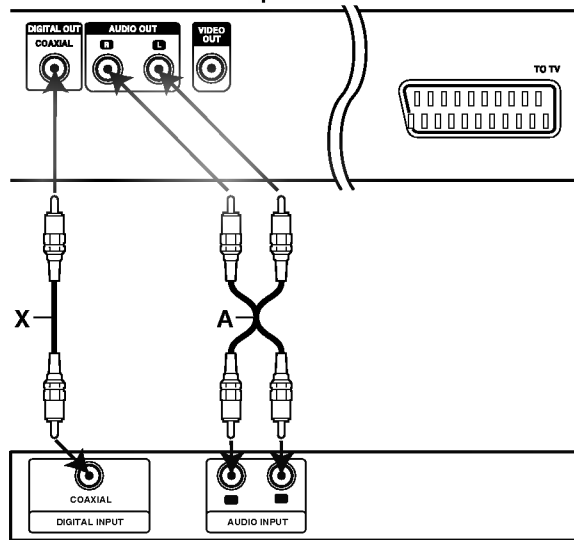 DIGITAL OUT
COAXIAL
AUDIO OUT
R L
VIDEO
OUT
TO TV
X
A
COAXIAL
DIGITAL INPUT
AUDIO INPUT